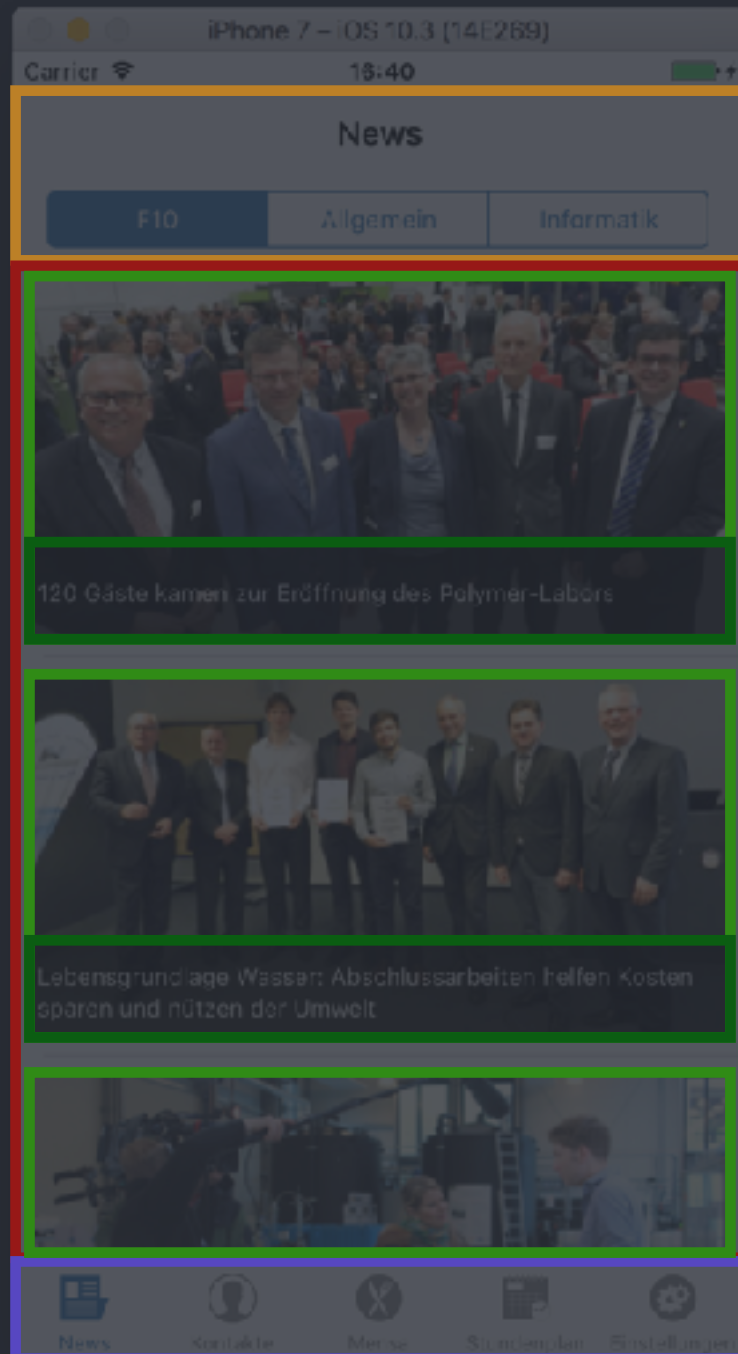 iPhone 7 – iOS 10.3 (14E269)
Carrier 16:40
News
F10 Allgemein Informatik
120 Gäste kamen zur Eröffnung des Polymer-Labors
Lebensgrundlage Wasser: Abschlussarbeiten helfen Kosten
sparen und nützen der Umwelt
News Kontakte Mensa Stundenplan Einstellungen